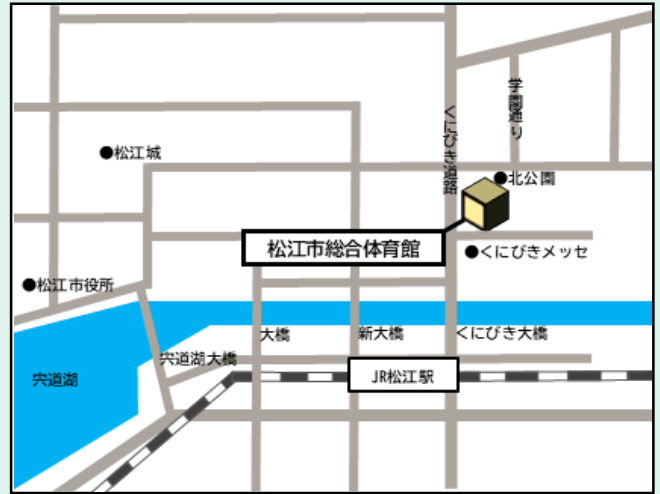 学園通り
くにびき道路
●松江城
●北公園
松江市総合体育館
●くにびきメッセ
●松江市役所
大橋
新大橋
くにびき大橋
宍道湖大橋
宍道湖
JR松江駅